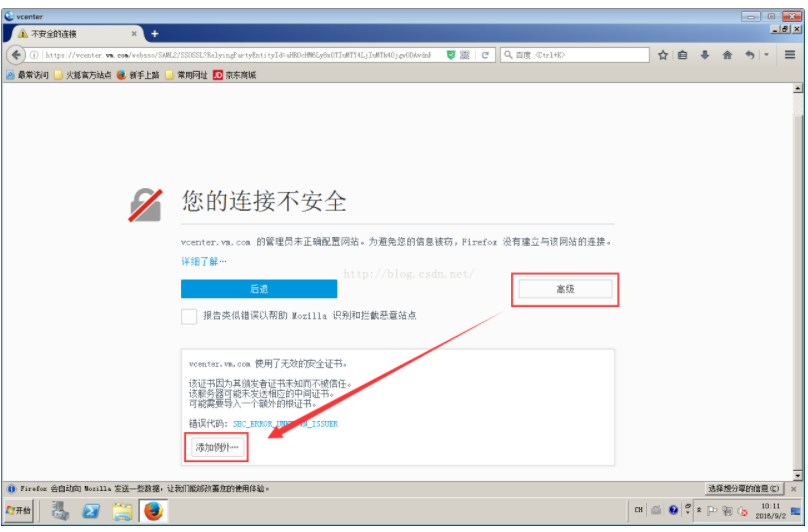 vcenter
不安全的连接
百度 <Ctrl+K>
最常访问 火狐官方站点 新手上路 常用网址 JD 京东商城
您的连接不安全
vcenter.vm.com 的管理员未正确配置网站。为避免您的信息被窃，Firefox 没有建立与该网站的连接。
详细了解…
http://blog.csdn.net/
后退
高级
报告类似错误以帮助 Mozilla 识别和拦截恶意站点
vcenter.vm.com 使用了无效的安全证书。
该证书因为其颁发者证书未知而不被信任。
该服务器可能未发送相应的中间证书。
可能需要导入一个额外的根证书。
错误代码: SEC_ERROR_UNKNOWN_ISSUER
添加例外…
Firefox 会自动向 Mozilla 发送一些数据，让我们能够改善您的使用体验。
选择想分享的信息(C)
开始
CH
10:11
2016/9/2